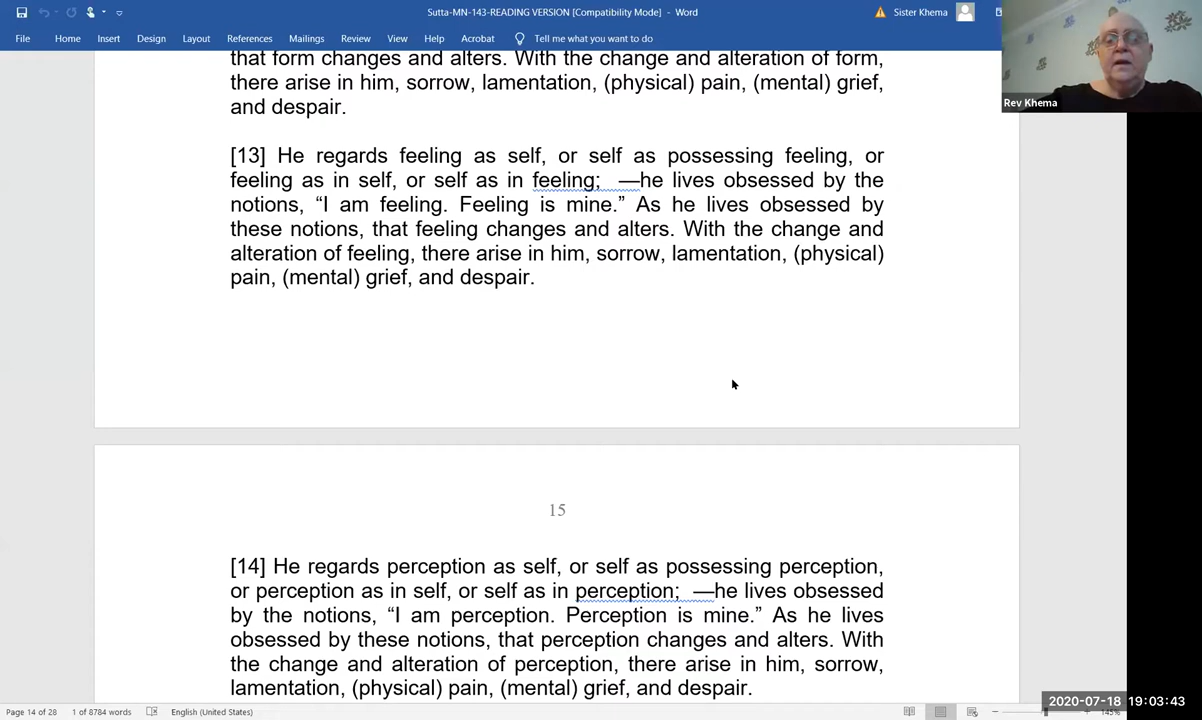 Sutta-MN-143-READING VERSION [Compatibility Mode] - Word
Sister Khema
File Home Insert Design Layout References Mailings Review View Help Acrobat Tell me what you want to do
Rev Khema
that form changes and alters. With the change and alteration of form,
there arise in him, sorrow, lamentation, (physical) pain, (mental) grief,
and despair.
[13] He regards feeling as self, or self as possessing feeling, or
feeling as in self, or self as in feeling; —he lives obsessed by the
notions, “I am feeling. Feeling is mine.” As he lives obsessed by
these notions, that feeling changes and alters. With the change and
alteration of feeling, there arise in him, sorrow, lamentation, (physical)
pain, (mental) grief, and despair.
15
[14] He regards perception as self, or self as possessing perception,
or perception as in self, or self as in perception; —he lives obsessed
by the notions, “I am perception. Perception is mine.” As he lives
obsessed by these notions, that perception changes and alters. With
the change and alteration of perception, there arise in him, sorrow,
lamentation, (physical) pain, (mental) grief, and despair.
2020-07-18 19:03:43
Page 14 of 28 1 of 8784 words English (United States) 145%